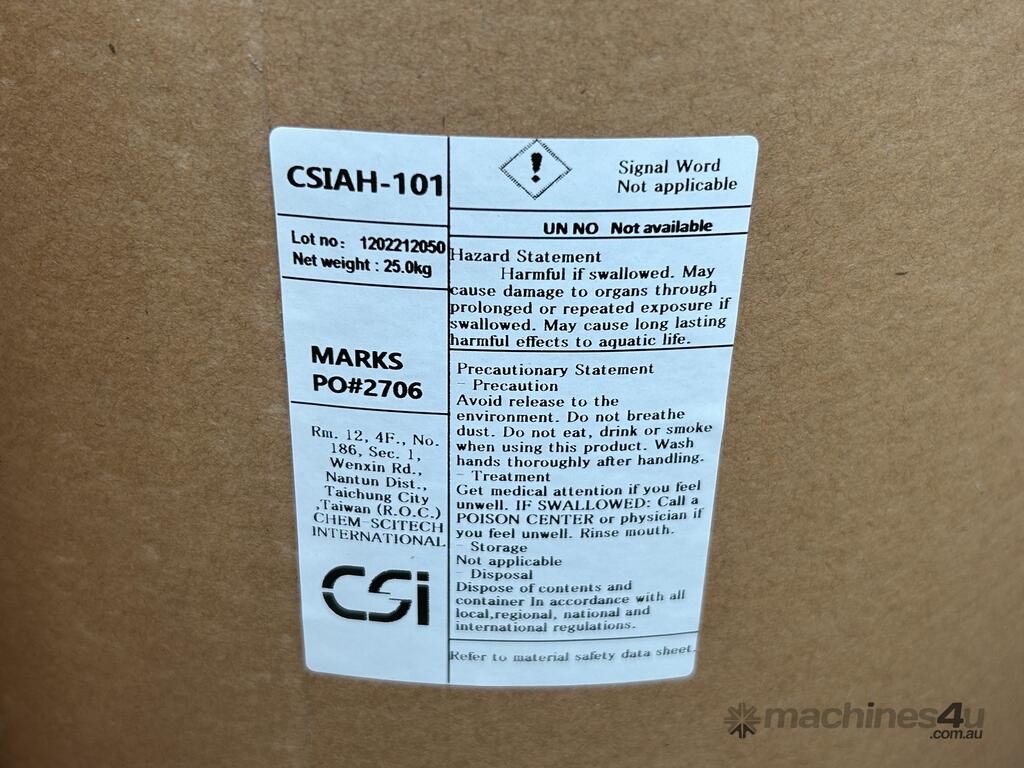 CSIAH-101
Lot no: 1202212050
Net weight : 25.0kg
MARKS
PO#2706
Rm. 12, 4F., No.
186, Sec. 1,
Wenxin Rd.,
Nantun Dist.,
Taichung City
,Taiwan (R.O.C.)
CHEM-SCITECH
INTERNATIONAL
CSi
Signal Word
Not applicable
UN NO Not available
Hazard Statement
Harmful if swallowed. May
cause damage to organs through
prolonged or repeated exposure if
swallowed. May cause long lasting
harmful effects to aquatic life.
Precautionary Statement
- Precaution
Avoid release to the
environment. Do not breathe
dust. Do not eat, drink or smoke
when using this product. Wash
hands thoroughly after handling.
- Treatment
Get medical attention if you feel
unwell. IF SWALLOWED: Call a
POISON CENTER or physician if
you feel unwell. Rinse mouth.
- Storage
Not applicable
- Disposal
Dispose of contents and
container In accordance with all
local,regional, national and
international regulations.
Refer to material safety data sheet.
machines4u
.com.au